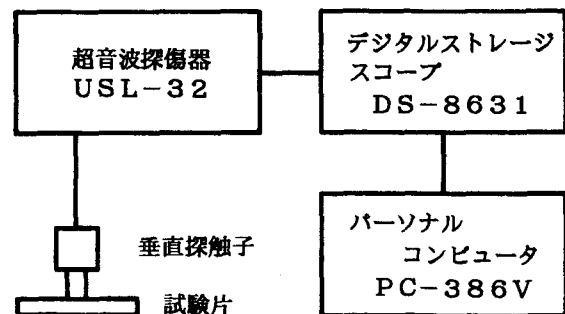 超音波探傷器
USL-32
デジタルストレージ
スコープ
DS-8631
垂直探触子
試験片
パーソナル
コンピュータ
PC-386V